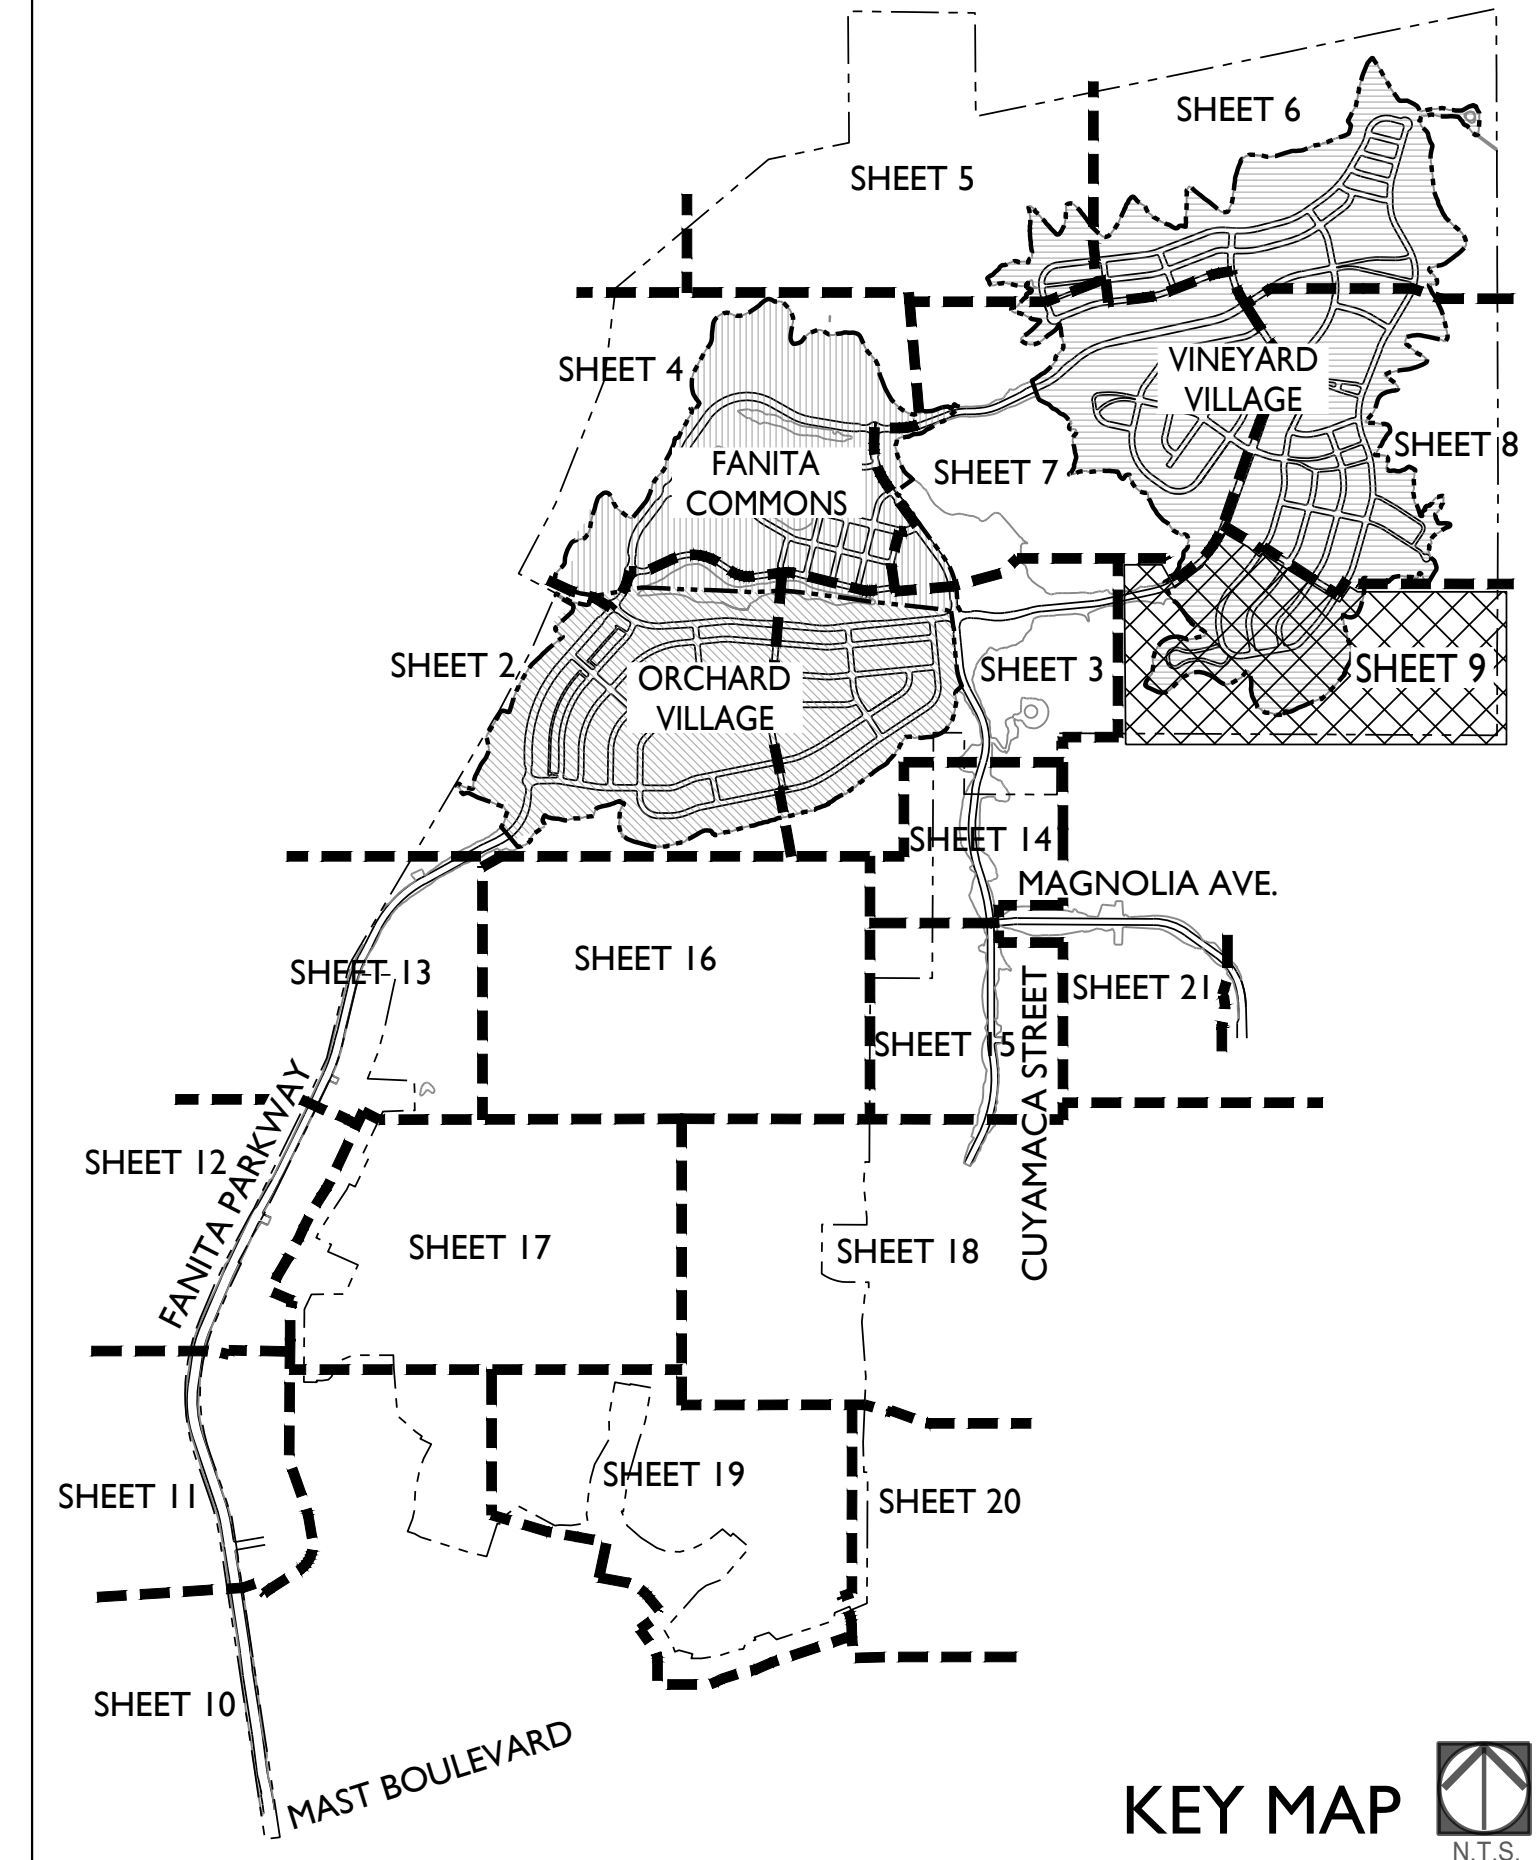 SHEET 6
SHEET 5
SHEET 4
VINEYARD
VILLAGE
SHEET 8
FANITA
COMMONS
SHEET 7
SHEET 2
ORCHARD
VILLAGE
SHEET 3
SHEET 9
SHEET 14
MAGNOLIA AVE.
SHEET 16
SHEET 13
SHEET 21
SHEET 15
CUYAMACA STREET
FANITA PARKWAY
SHEET 12
SHEET 17
SHEET 18
SHEET 19
SHEET 11
SHEET 20
SHEET 10
MAST BOULEVARD
KEY MAP
N.T.S.